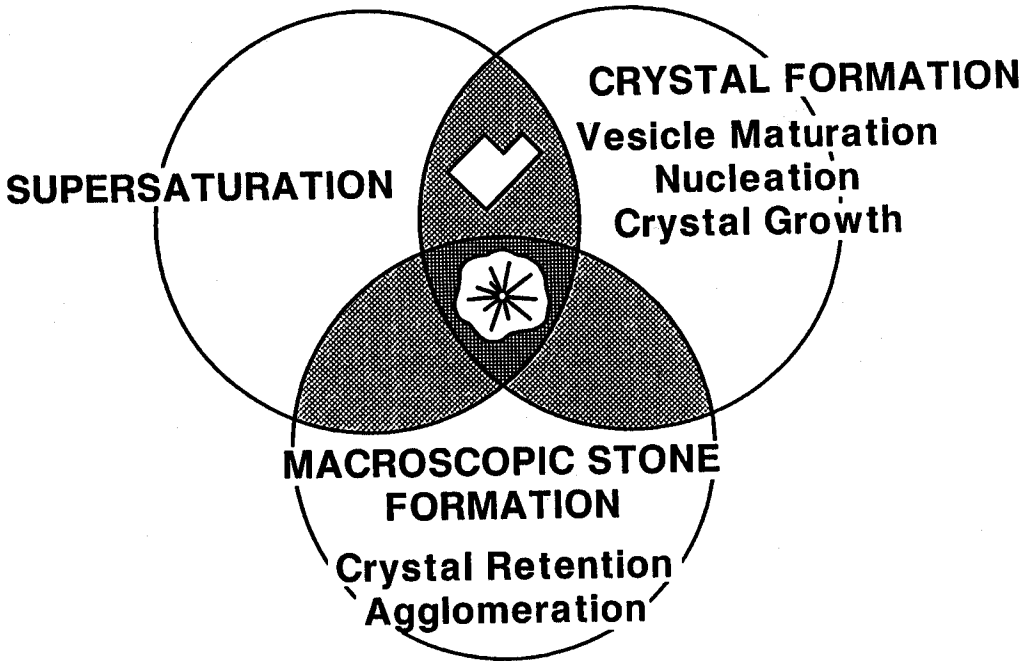 SUPERSATURATION
CRYSTAL FORMATION
Vesicle Maturation
Nucleation
Crystal Growth
MACROSCOPIC STONE
FORMATION
Crystal Retention
Agglomeration